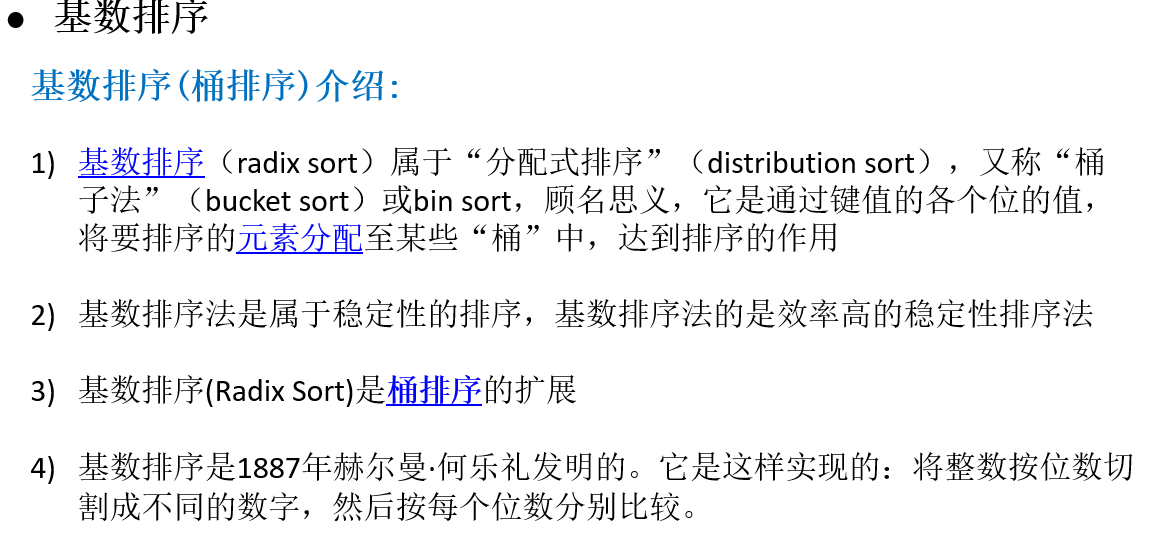 ● 基数排序
基数排序(桶排序)介绍:
1) 基数排序（radix sort）属于“分配式排序”（distribution sort），又称“桶
子法”（bucket sort）或bin sort，顾名思义，它是通过键值的各个位的值，
将要排序的元素分配至某些“桶”中，达到排序的作用
2) 基数排序法是属于稳定性的排序，基数排序法的是效率高的稳定性排序法
3) 基数排序(Radix Sort)是桶排序的扩展
4) 基数排序是1887年赫尔曼·何乐礼发明的。它是这样实现的：将整数按位数切
割成不同的数字，然后按每个位数分别比较。